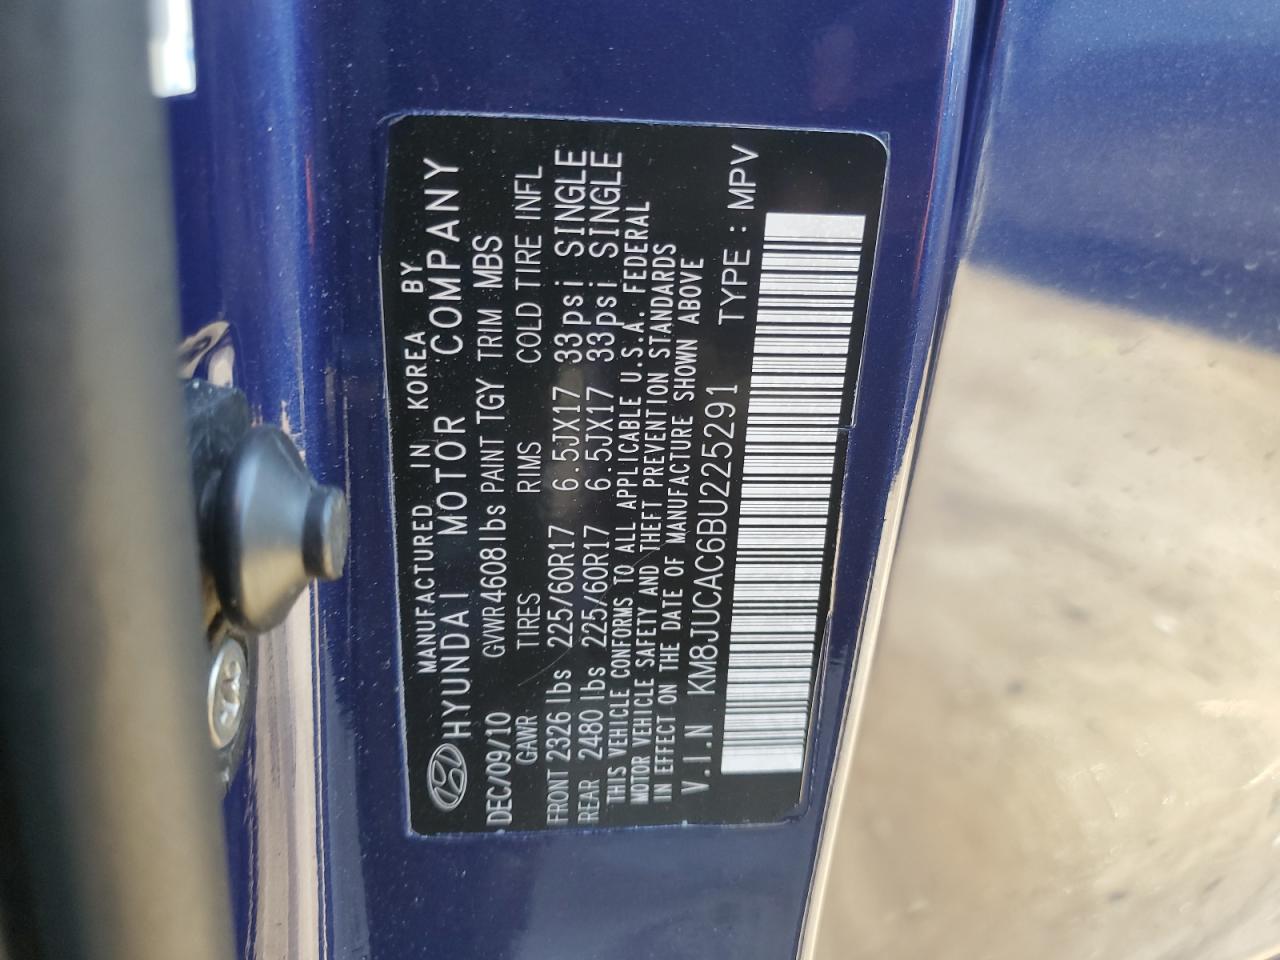 MANUFACTURED IN KOREA BY
HYUNDAI MOTOR COMPANY
DEC/09/10 GVWR 4608 lbs PAINT TGY TRIM MBS
GAWR TIRES RIMS COLD TIRE INFL
FRONT 2326 lbs 225/60R17 6.5JX17 33psi SINGLE
REAR 2480 lbs 225/60R17 6.5JX17 33psi SINGLE
THIS VEHICLE CONFORMS TO ALL APPLICABLE U.S.A. FEDERAL
MOTOR VEHICLE SAFETY AND THEFT PREVENTION STANDARDS
IN EFFECT ON THE DATE OF MANUFACTURE SHOWN ABOVE
V.I.N KM8JUCAC6BU225291 TYPE : MPV